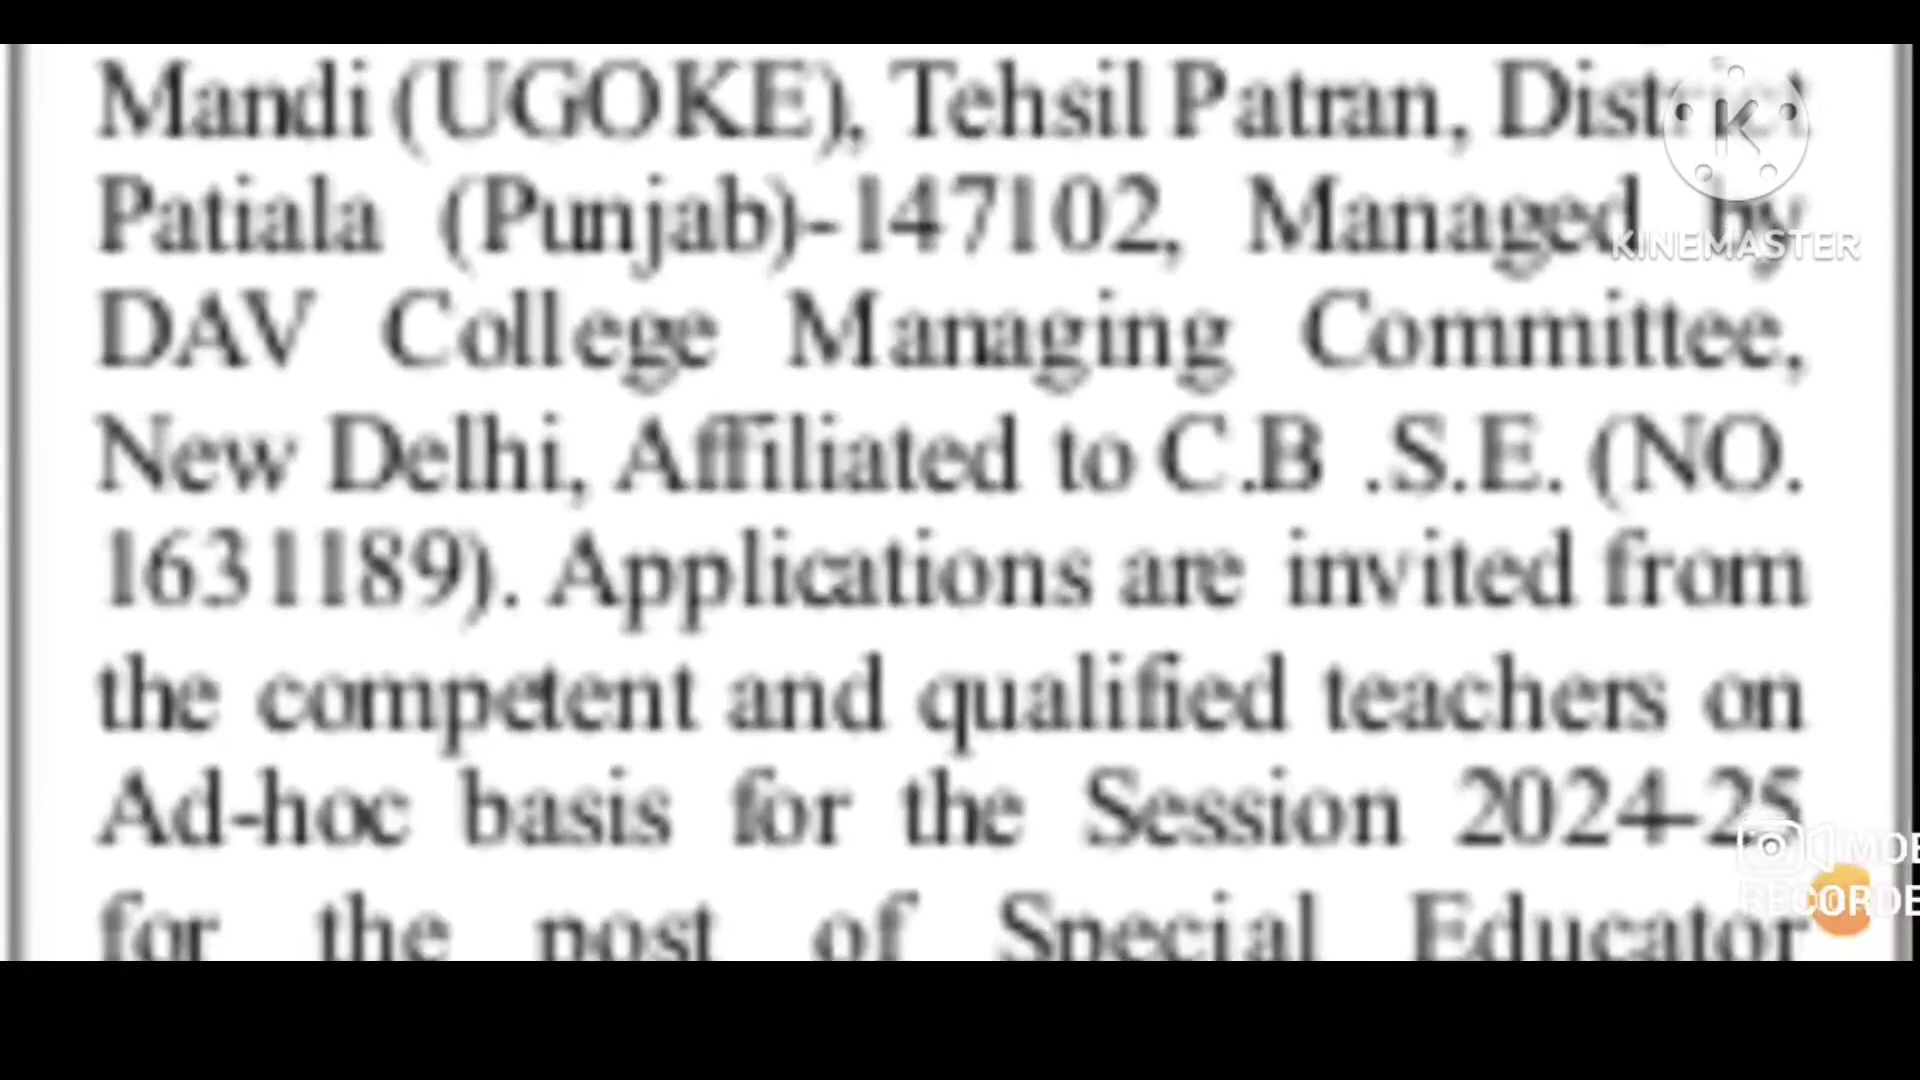 Mandi (UGOKE), Tehsil Patran, District
Patiala (Punjab)-147102, Managed by
KINEMASTER
DAV College Managing Committee,
New Delhi, Affiliated to C.B .S.E. (NO.
1631189). Applications are invited from
the competent and qualified teachers on
Ad-hoc basis for the Session 2024-25
for the post of Special Educator